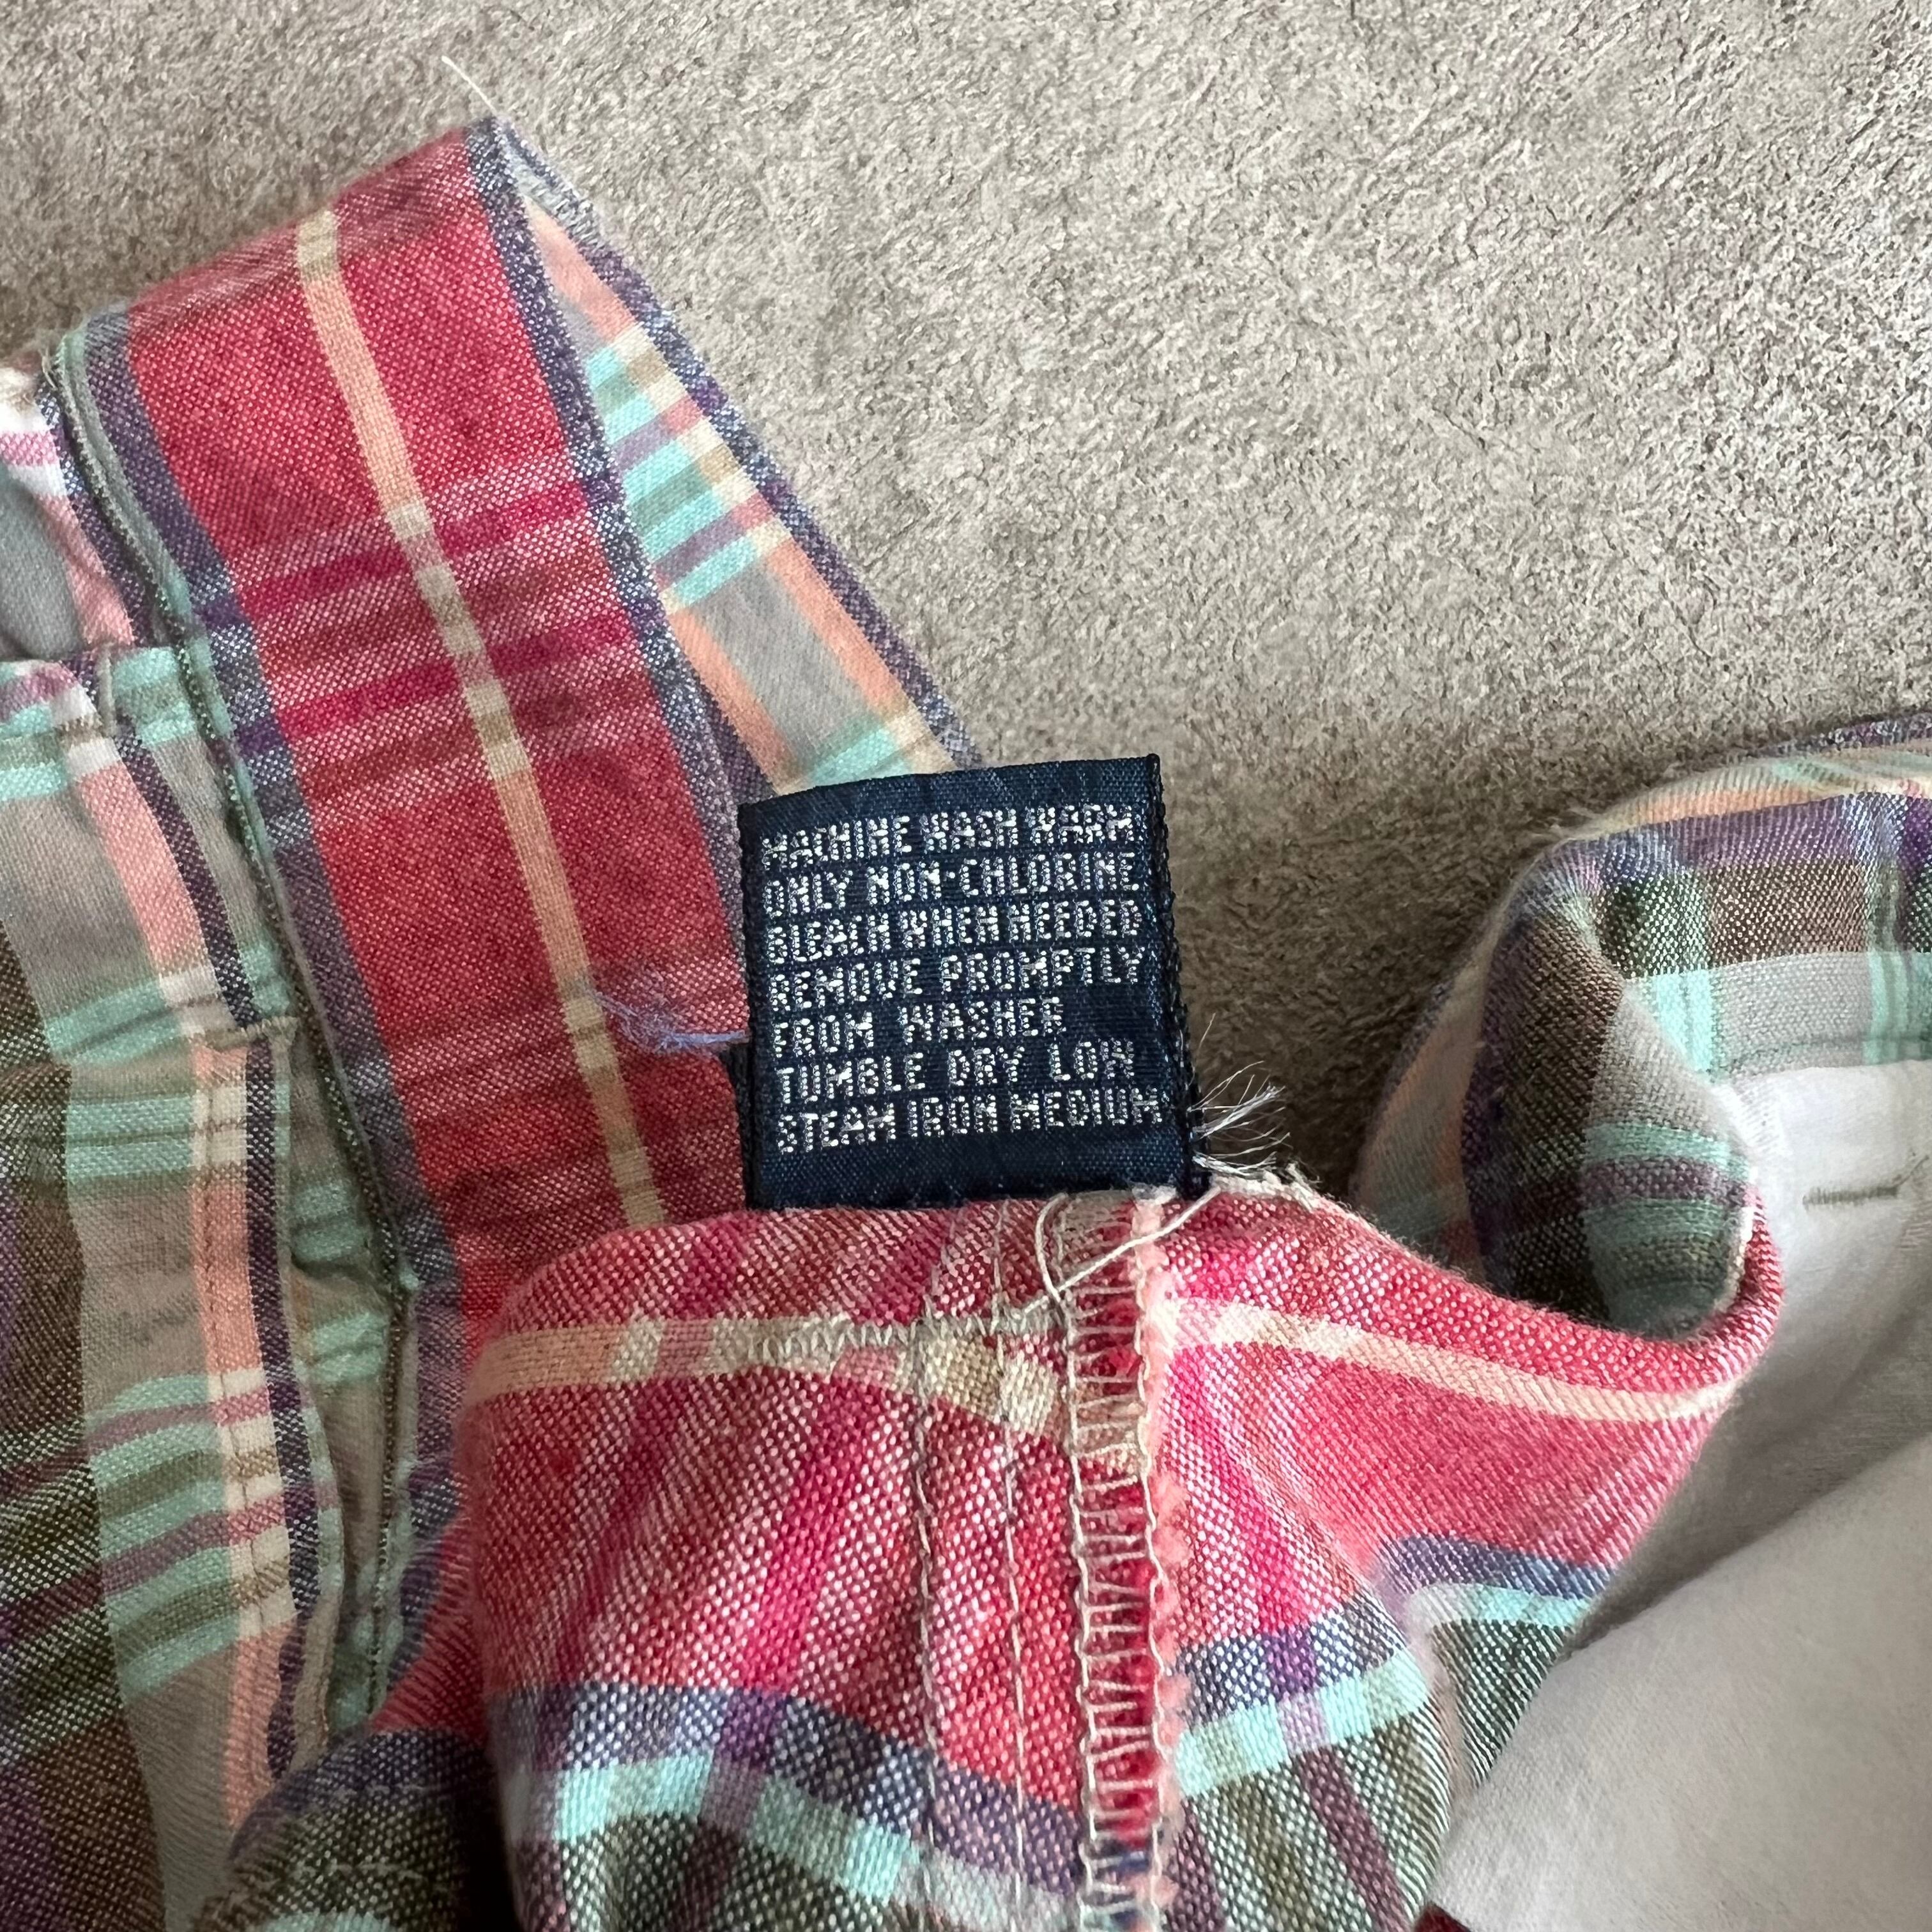 MACHINE WASH WARM
ONLY NON-CHLORINE
BLEACH WHEN NEEDED
REMOVE PROMPTLY
FROM WASHER
TUMBLE DRY LOW
STEAM IRON MEDIUM